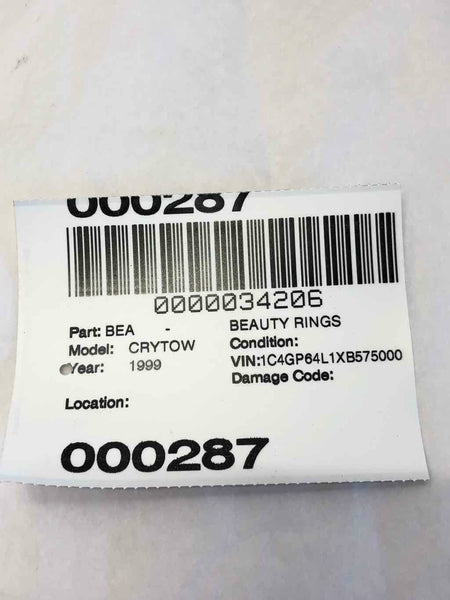 000287
0000034206
Part: BEA - BEAUTY RINGS
Model: CRYTOW Condition:
Year: 1999 VIN:1C4GP64L1XB575000
Damage Code:
Location:
000287